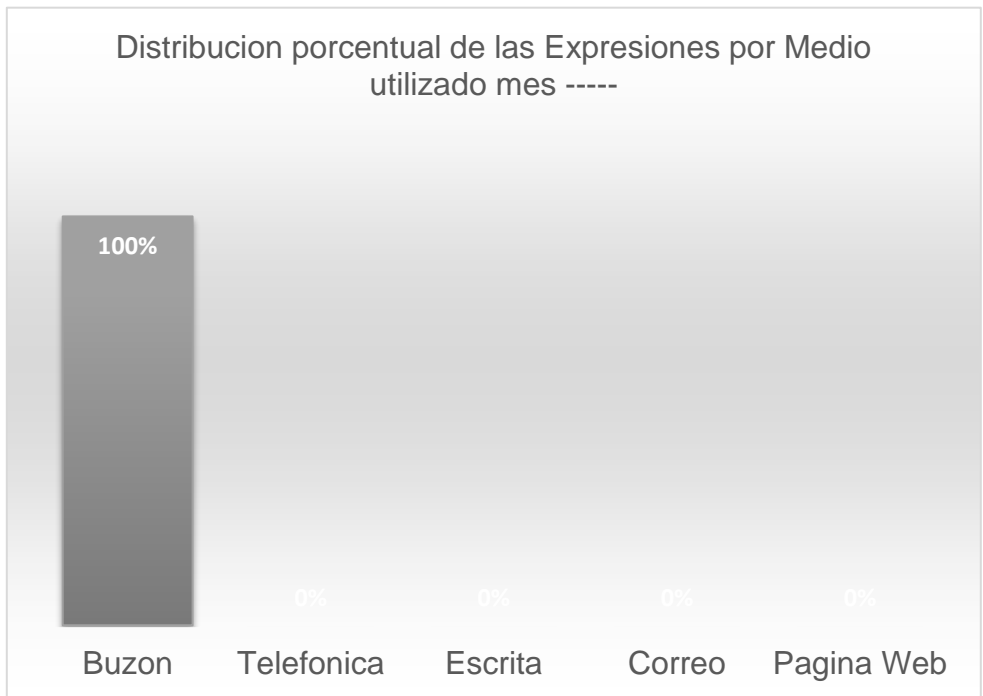 Distribucion porcentual de las Expresiones por Medio
utilizado mes -----
100%
0% 0% 0% 0%
Buzon Telefonica Escrita Correo Pagina Web